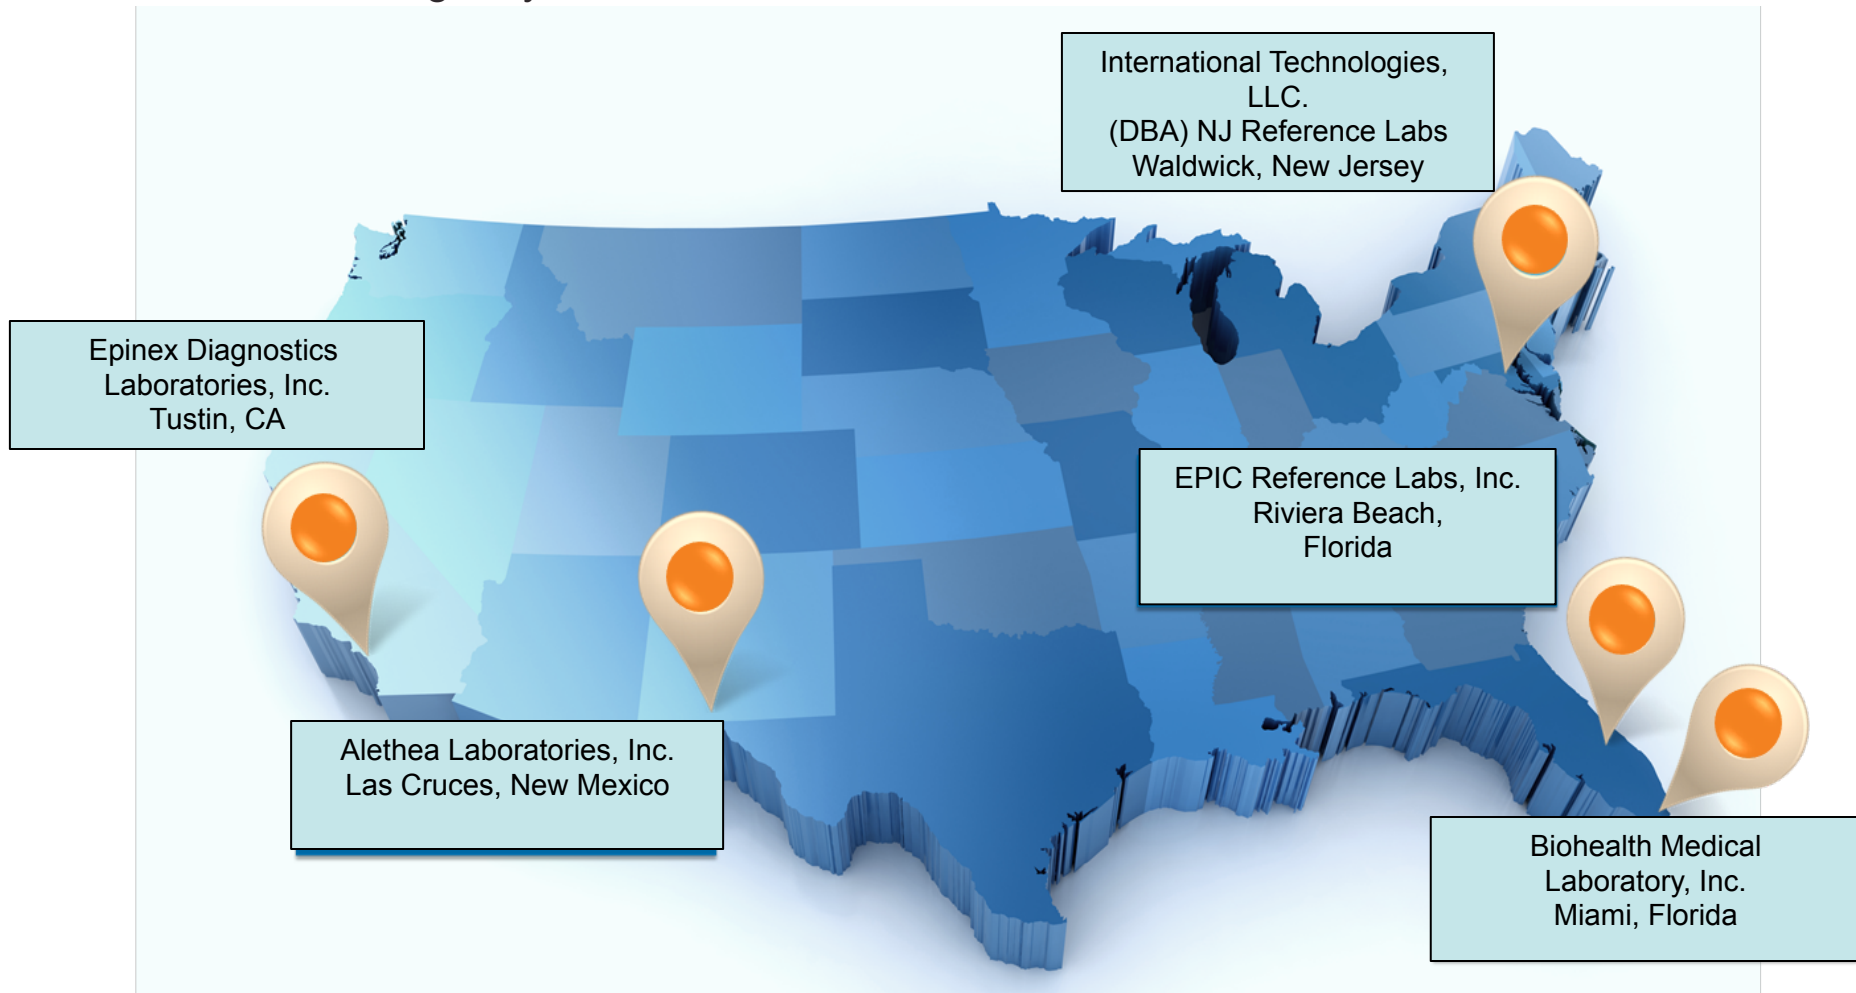 International Technologies,
LLC.
(DBA) NJ Reference Labs
Waldwick, New Jersey
Epinex Diagnostics
Laboratories, Inc.
Tustin, CA
EPIC Reference Labs, Inc.
Riviera Beach,
Florida
Alethea Laboratories, Inc.
Las Cruces, New Mexico
Biohealth Medical
Laboratory, Inc.
Miami, Florida